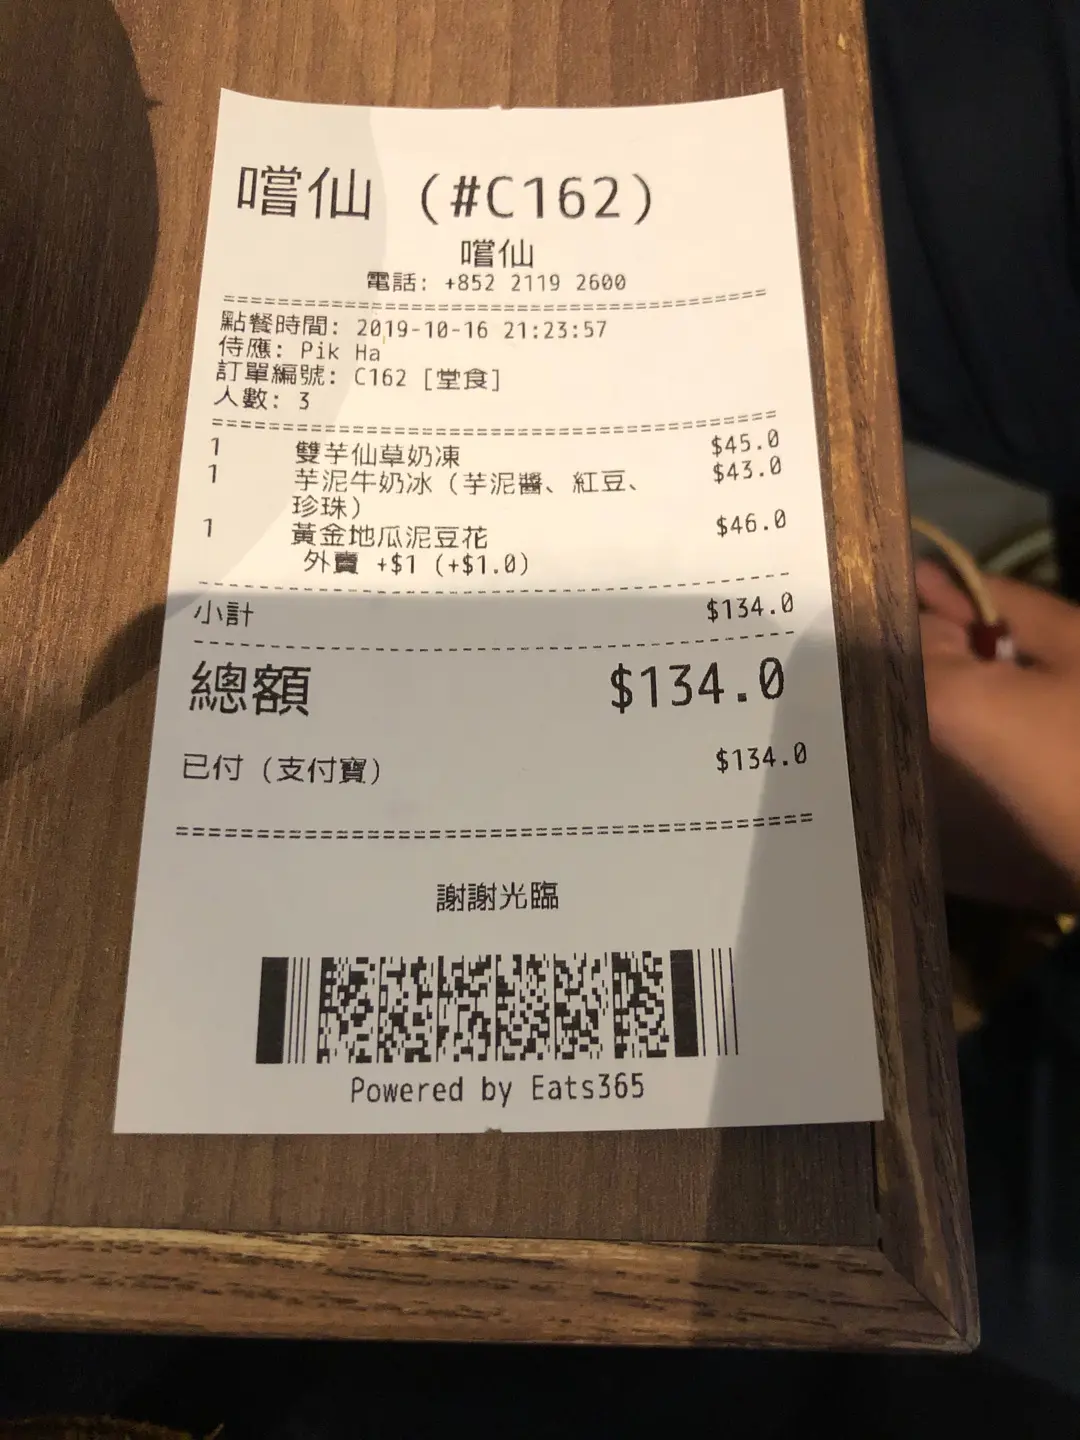 嚐仙 (#C162)
嚐仙
電話: +852 2119 2600
點餐時間: 2019-10-16 21:23:57
侍應: Pik Ha
訂單編號: C162 [堂食]
人數: 3
1 雙芋仙草奶凍 $45.0
1 芋泥牛奶冰 (芋泥醬、紅豆、 $43.0
珍珠)
1 黃金地瓜泥豆花 $46.0
外賣 +$1 (+$1.0)
小計 $134.0
總額 $134.0
已付 (支付寶) $134.0
謝謝光臨
Powered by Eats365